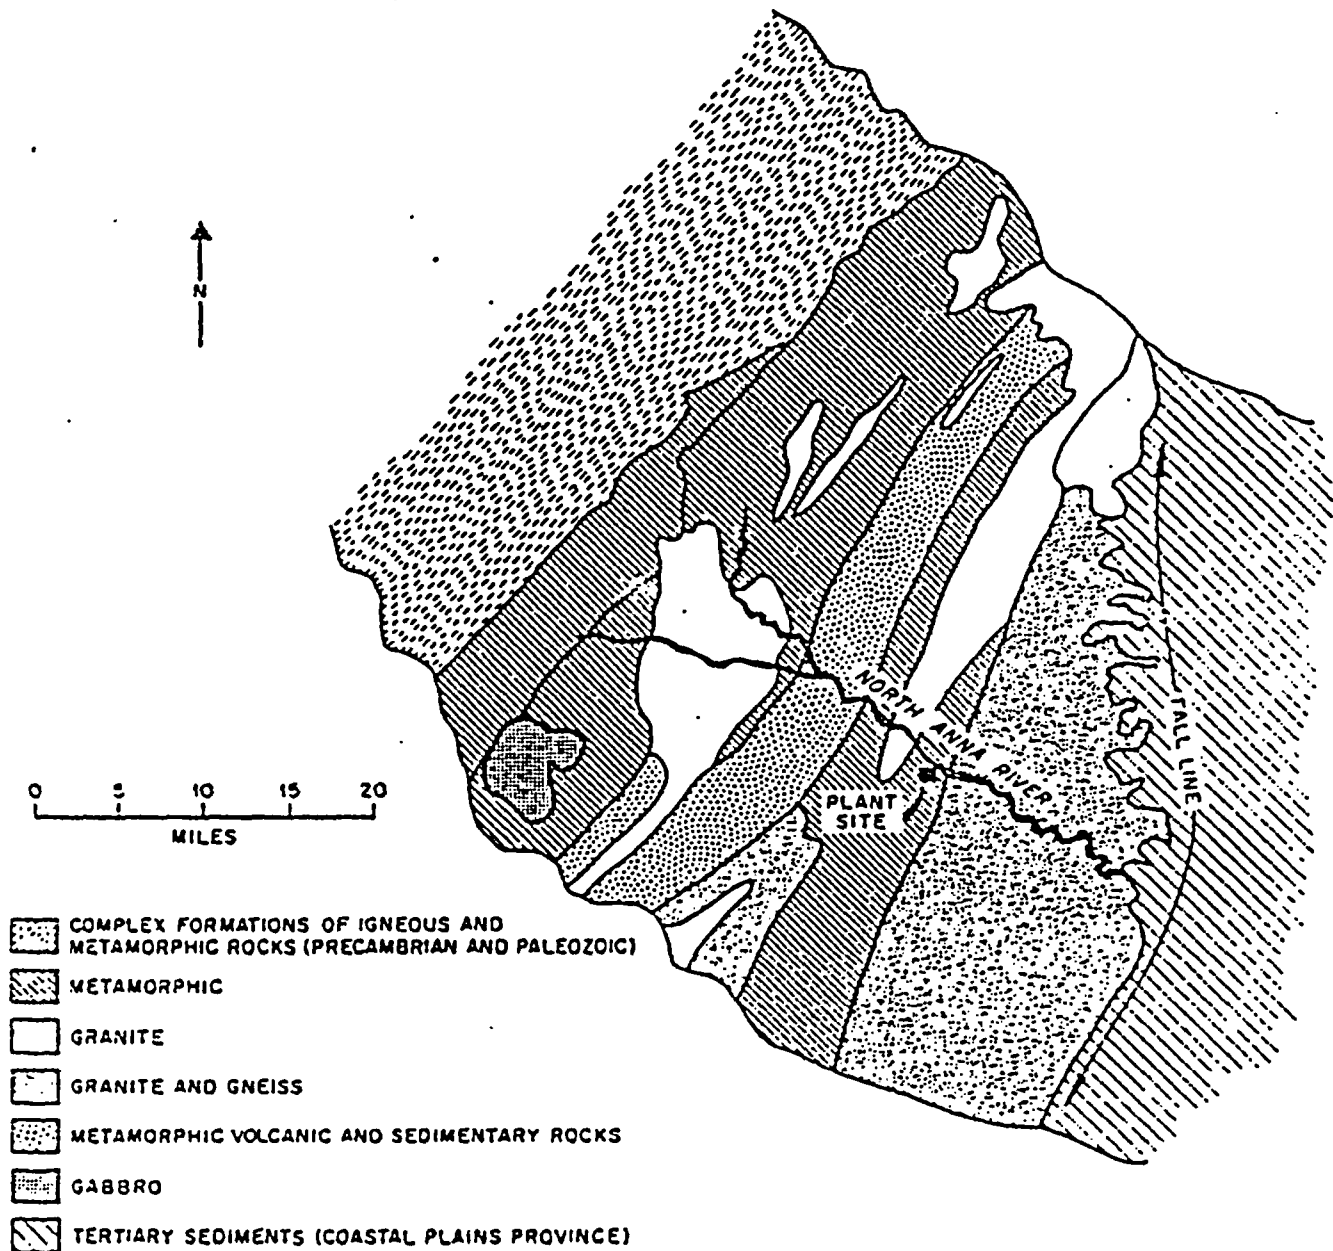 N
NORTH ANNA RIVER
FALL LINE
PLANT
SITE
0 5 10 15 20
MILES
COMPLEX FORMATIONS OF IGNEOUS AND
METAMORPHIC ROCKS (PRECAMBRIAN AND PALEOZOIC)
METAMORPHIC
GRANITE
GRANITE AND GNEISS
METAMORPHIC VOLCANIC AND SEDIMENTARY ROCKS
GABBRO
TERTIARY SEDIMENTS (COASTAL PLAINS PROVINCE)